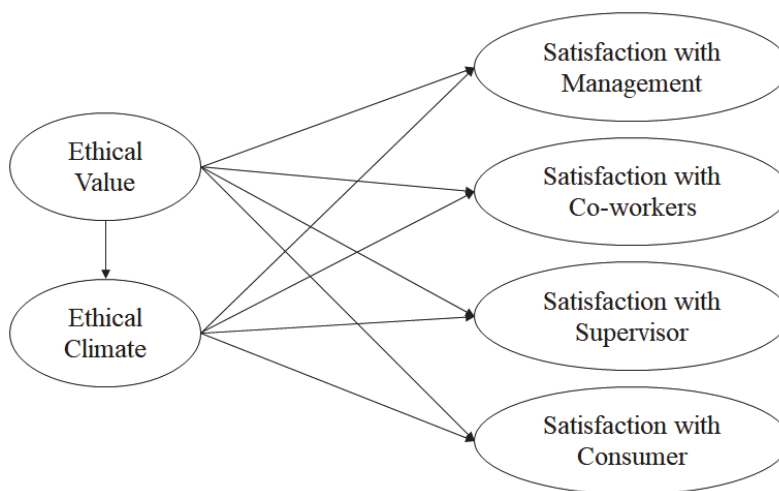 Satisfaction with
Management
Ethical
Value
Satisfaction with
Co-workers
Ethical
Climate
Satisfaction with
Supervisor
Satisfaction with
Consumer